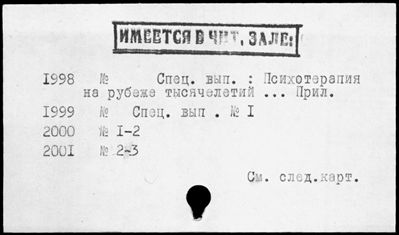 ИМЕЕТСЯ В ЧИТ. ЗАЛЕ:
1998 № Спец. вып. : Психотерапия
на рубеже тысячелетий ... Прил.
1999 № Спец. вып . № I
2000 № I-2
2001 № 2-3
См. след.карт.